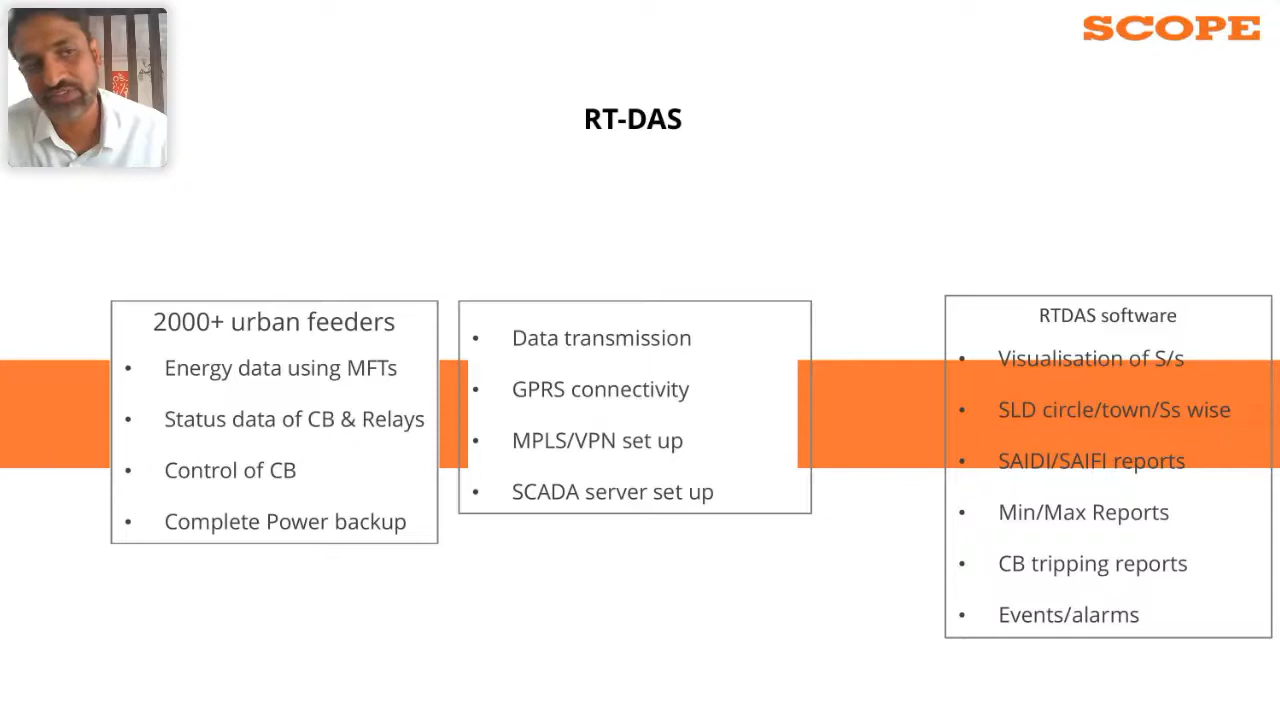 SCOPE
RT-DAS
2000+ urban feeders
• Energy data using MFTs
• Status data of CB & Relays
• Control of CB
• Complete Power backup
• Data transmission
• GPRS connectivity
• MPLS/VPN set up
• SCADA server set up
RTDAS software
• Visualisation of S/s
• SLD circle/town/Ss wise
• SAIDI/SAIFI reports
• Min/Max Reports
• CB tripping reports
• Events/alarms